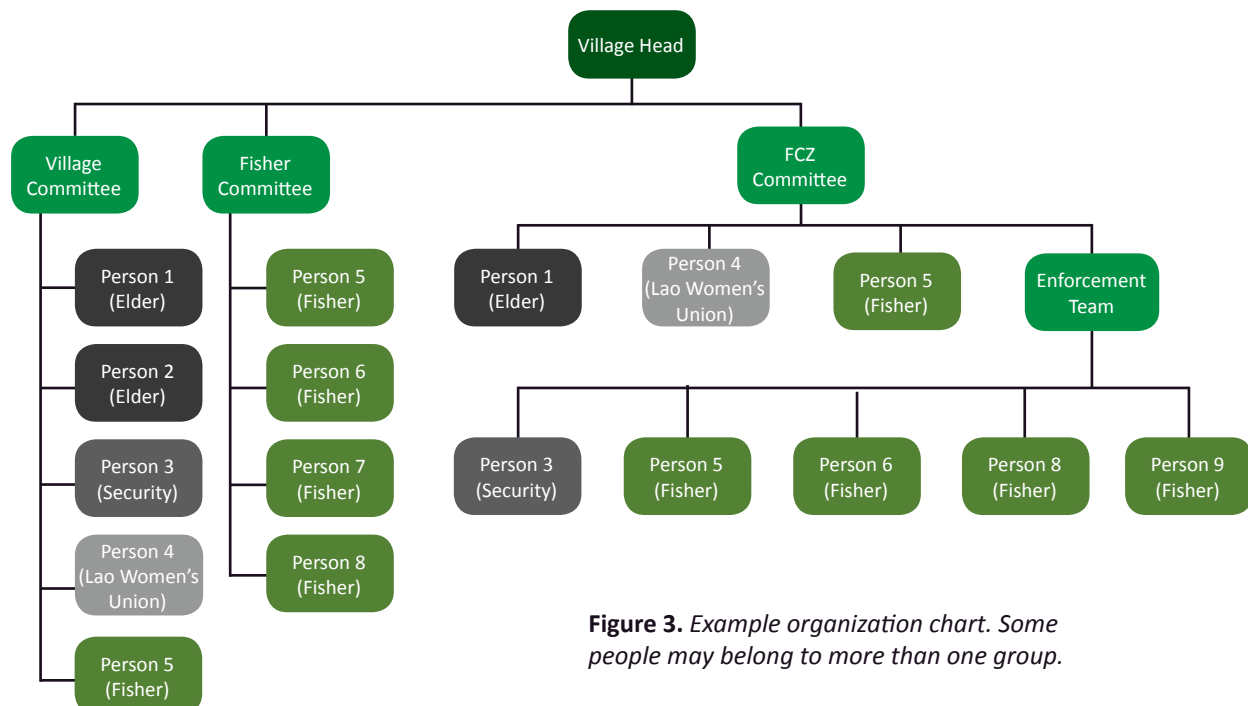 Village Head
Village
Committee
Fisher
Committee
FCZ
Committee
Person 1
(Elder)
Person 2
(Elder)
Person 3
(Security)
Person 4
(Lao Women's
Union)
Person 5
(Fisher)
Person 5
(Fisher)
Person 6
(Fisher)
Person 7
(Fisher)
Person 8
(Fisher)
Person 1
(Elder)
Person 4
(Lao Women's
Union)
Person 5
(Fisher)
Enforcement
Team
Person 3
(Security)
Person 5
(Fisher)
Person 6
(Fisher)
Person 8
(Fisher)
Person 9
(Fisher)
Figure 3. Example organization chart. Some
people may belong to more than one group.